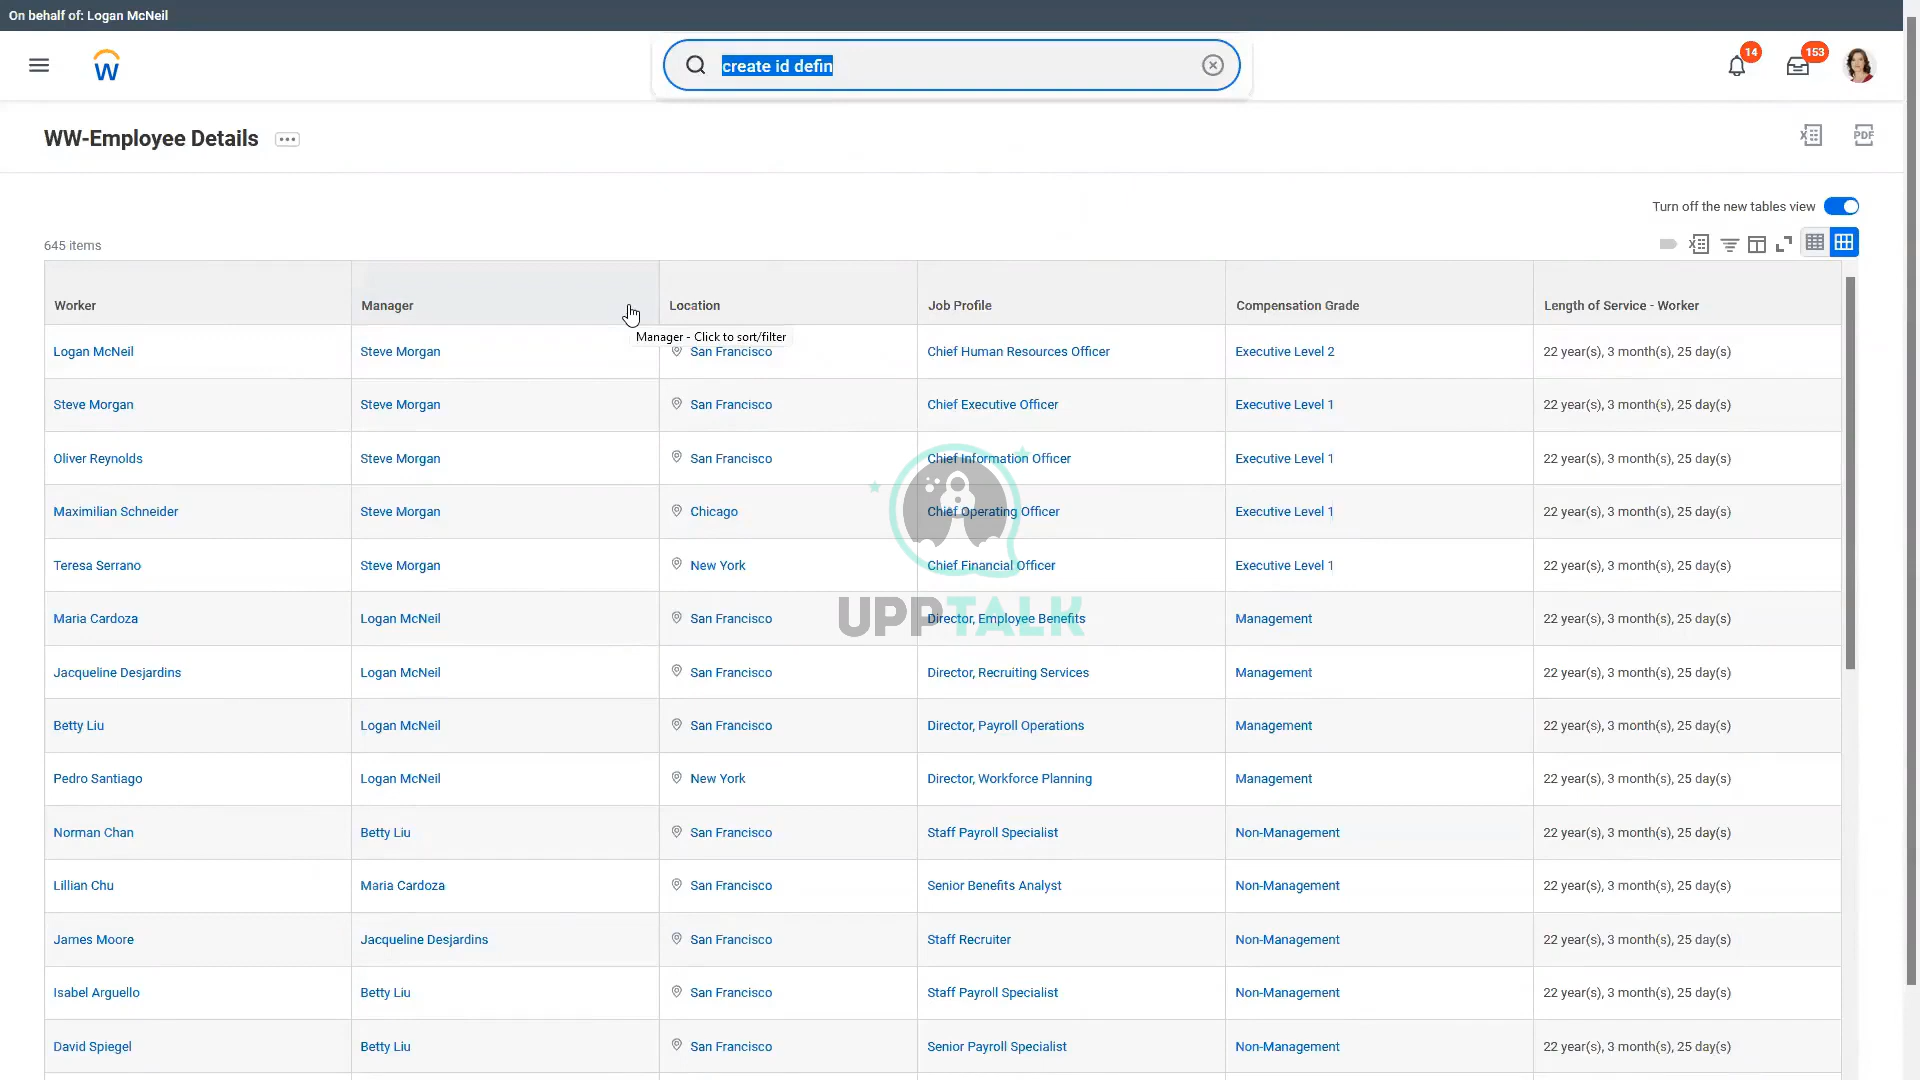 On behalf of: Logan McNeil
W
create id defin
14
153
WW-Employee Details
X
PDF
Turn off the new tables view
645 items
X
Worker Manager Location Job Profile Compensation Grade Length of Service - Worker
Manager - Click to sort/filter
Logan McNeil Steve Morgan San Francisco Chief Human Resources Officer Executive Level 2 22 year(s), 3 month(s), 25 day(s)
Steve Morgan Steve Morgan San Francisco Chief Executive Officer Executive Level 1 22 year(s), 3 month(s), 25 day(s)
Oliver Reynolds Steve Morgan San Francisco Chief Information Officer Executive Level 1 22 year(s), 3 month(s), 25 day(s)
Maximilian Schneider Steve Morgan Chicago Chief Operating Officer Executive Level 1 22 year(s), 3 month(s), 25 day(s)
Teresa Serrano Steve Morgan New York Chief Financial Officer Executive Level 1 22 year(s), 3 month(s), 25 day(s)
UPPTALK
Maria Cardoza Logan McNeil San Francisco Director, Employee Benefits Management 22 year(s), 3 month(s), 25 day(s)
Jacqueline Desjardins Logan McNeil San Francisco Director, Recruiting Services Management 22 year(s), 3 month(s), 25 day(s)
Betty Liu Logan McNeil San Francisco Director, Payroll Operations Management 22 year(s), 3 month(s), 25 day(s)
Pedro Santiago Logan McNeil New York Director, Workforce Planning Management 22 year(s), 3 month(s), 25 day(s)
Norman Chan Betty Liu San Francisco Staff Payroll Specialist Non-Management 22 year(s), 3 month(s), 25 day(s)
Lillian Chu Maria Cardoza San Francisco Senior Benefits Analyst Non-Management 22 year(s), 3 month(s), 25 day(s)
James Moore Jacqueline Desjardins San Francisco Staff Recruiter Non-Management 22 year(s), 3 month(s), 25 day(s)
Isabel Arguello Betty Liu San Francisco Staff Payroll Specialist Non-Management 22 year(s), 3 month(s), 25 day(s)
David Spiegel Betty Liu San Francisco Senior Payroll Specialist Non-Management 22 year(s), 3 month(s), 25 day(s)